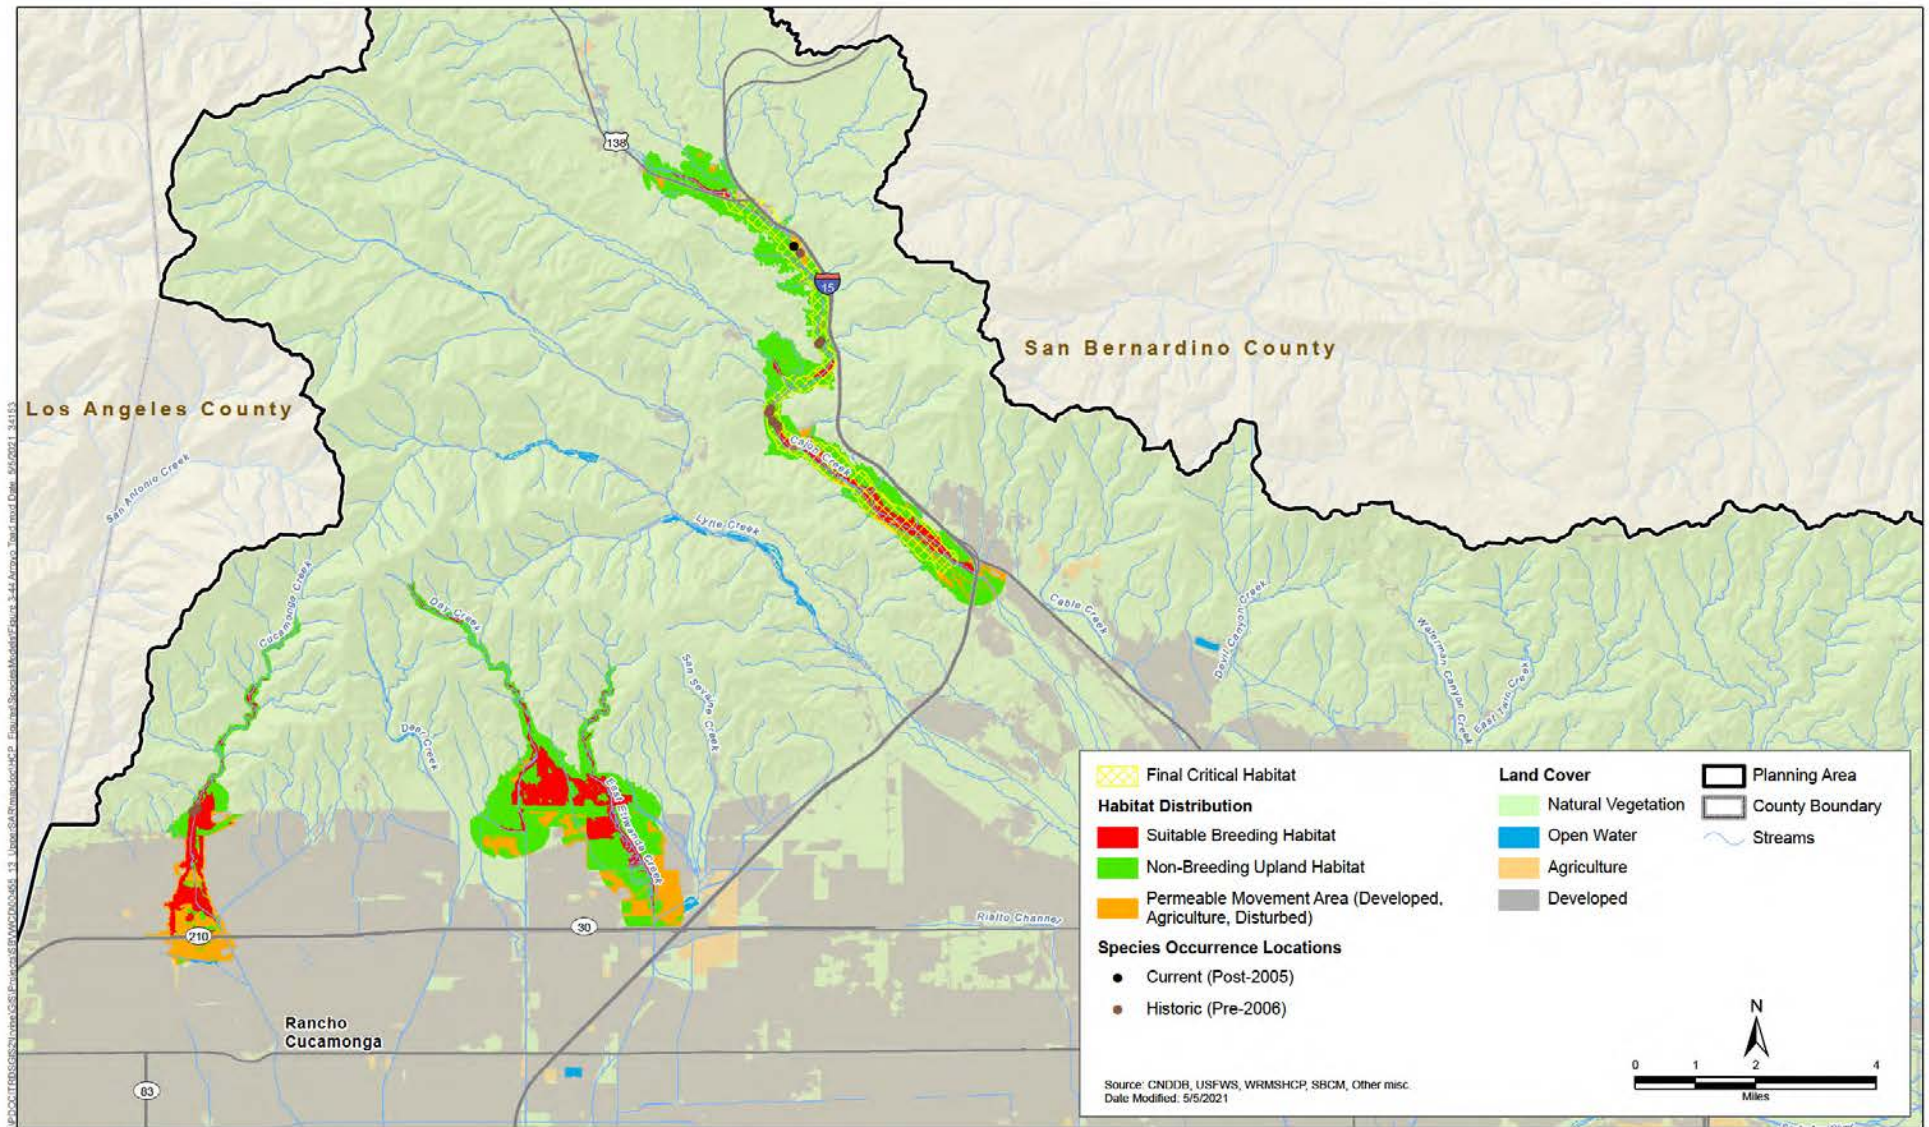 138
15
San Bernardino County
Los Angeles County
San Antonio Creek
Cajon Creek
Lytle Creek
Cucamonga Creek
Day Creek
Deer Creek
San Sevaine Creek
East Etiwanda Creek
Cable Creek
Devil Canyon Creek
Waterman Canyon Creek
East Twin Creek
Rialto Channel
210
30
Rancho
Cucamonga
83
Final Critical Habitat
Habitat Distribution
Suitable Breeding Habitat
Non-Breeding Upland Habitat
Permeable Movement Area (Developed,
Agriculture, Disturbed)
Species Occurrence Locations
Current (Post-2005)
Historic (Pre-2006)
Land Cover
Natural Vegetation
Open Water
Agriculture
Developed
Planning Area
County Boundary
Streams
N
0 1 2 4
Miles
Source: CNDDB, USFWS, WRMSHCP, SBCM, Other misc.
Date Modified: 5/5/2021